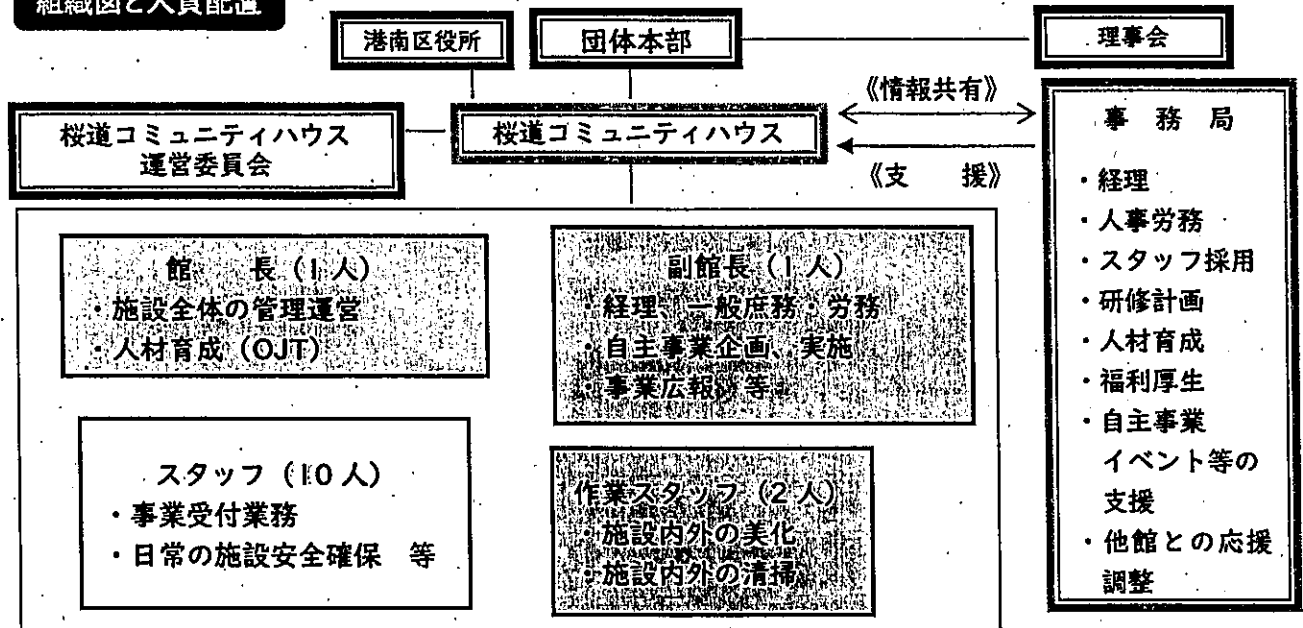 組織図と人員配置
港南区役所
団体本部
理事会
桜道コミュニティハウス
運営委員会
桜道コミュニティハウス
《情報共有》
《支　　援》
事　務　局
・経理
・人事労務
・スタッフ採用
・研修計画
・人材育成
・福利厚生
・自主事業
イベント等の
支援
・他館との応援
調整
館　　長（1人）
・施設全体の管理運営
・人材育成（OJT）
副館長（1人）
・経理、一般庶務・労務
・自主事業企画、実施
・事業広報　等
スタッフ（10人）
・事業受付業務
・日常の施設安全確保　等
作業スタッフ（2人）
・施設内外の美化
・施設内外の清掃